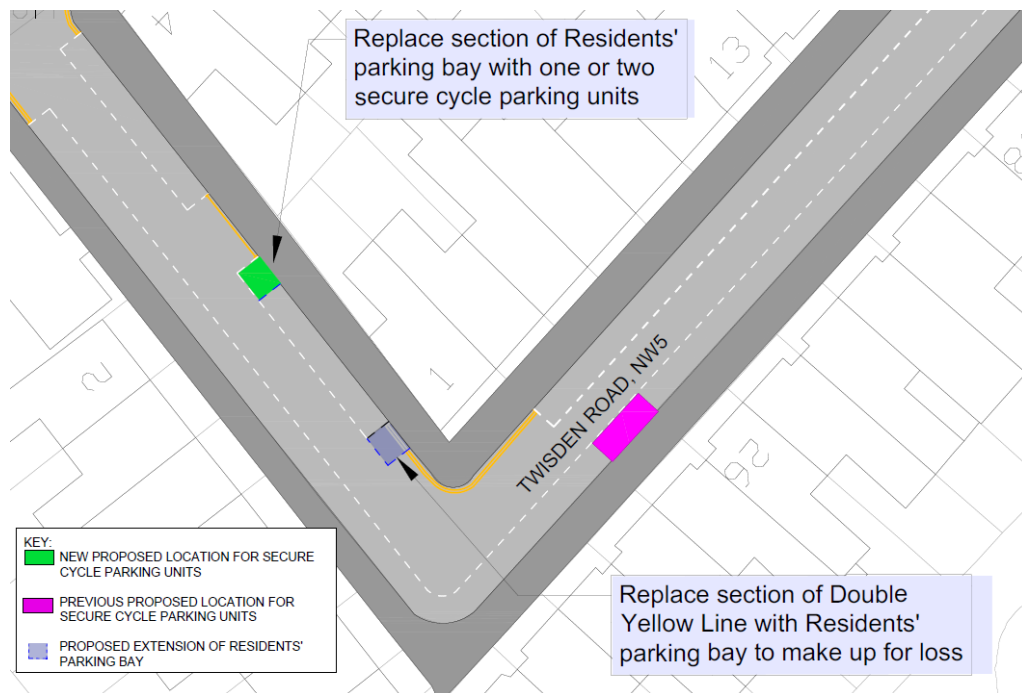 4
Replace section of Residents'
parking bay with one or two
secure cycle parking units
13
2
1
TWISDEN ROAD, NW5
26
KEY:
NEW PROPOSED LOCATION FOR SECURE
CYCLE PARKING UNITS
PREVIOUS PROPOSED LOCATION FOR
SECURE CYCLE PARKING UNITS
PROPOSED EXTENSION OF RESIDENTS'
PARKING BAY
Replace section of Double
Yellow Line with Residents'
parking bay to make up for loss